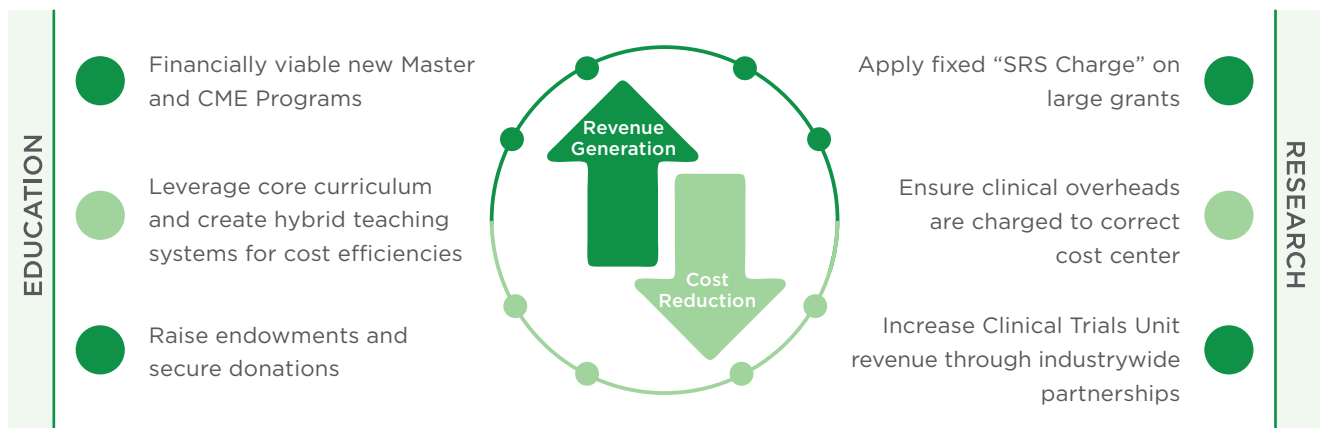 EDUCATION
Financially viable new Master
and CME Programs
Leverage core curriculum
and create hybrid teaching
systems for cost efficiencies
Raise endowments and
secure donations
Revenue
Generation
Cost
Reduction
Apply fixed “SRS Charge” on
large grants
Ensure clinical overheads
are charged to correct
cost center
Increase Clinical Trials Unit
revenue through industrywide
partnerships
RESEARCH